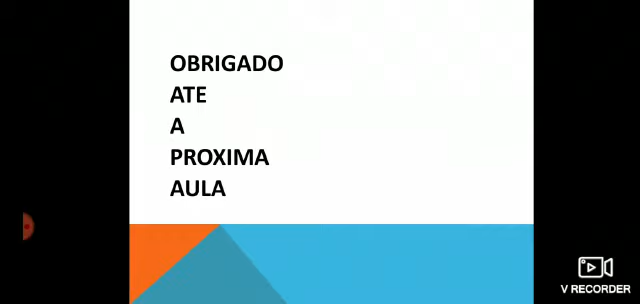 OBRIGADO
ATE
A
PROXIMA
AULA
V RECORDER